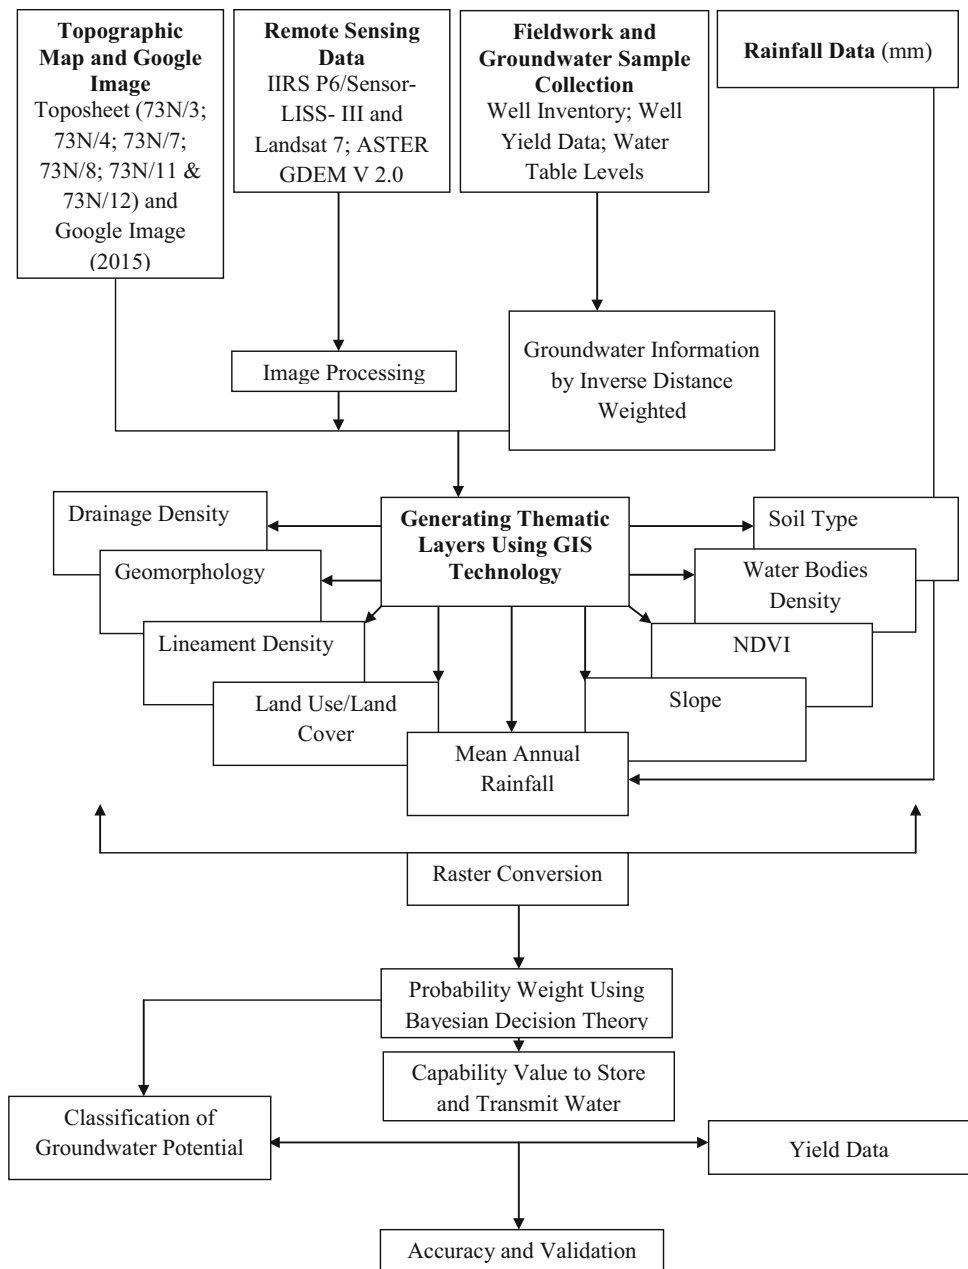 Topographic
Map and Google
Image
Toposheet (73N/3;
73N/4; 73N/7;
73N/8; 73N/11 &
73N/12) and
Google Image
(2015)
Remote Sensing
Data
IIRS P6/Sensor-
LISS- III and
Landsat 7; ASTER
GDEM V 2.0
Fieldwork and
Groundwater Sample
Collection
Well Inventory; Well
Yield Data; Water
Table Levels
Rainfall Data (mm)
Image Processing
Groundwater Information
by Inverse Distance
Weighted
Generating Thematic
Layers Using GIS
Technology
Drainage Density
Geomorphology
Lineament Density
Land Use/Land
Cover
Mean Annual
Rainfall
Soil Type
Water Bodies
Density
NDVI
Slope
Raster Conversion
Probability Weight Using
Bayesian Decision Theory
Capability Value to Store
and Transmit Water
Classification of
Groundwater Potential
Yield Data
Accuracy and Validation